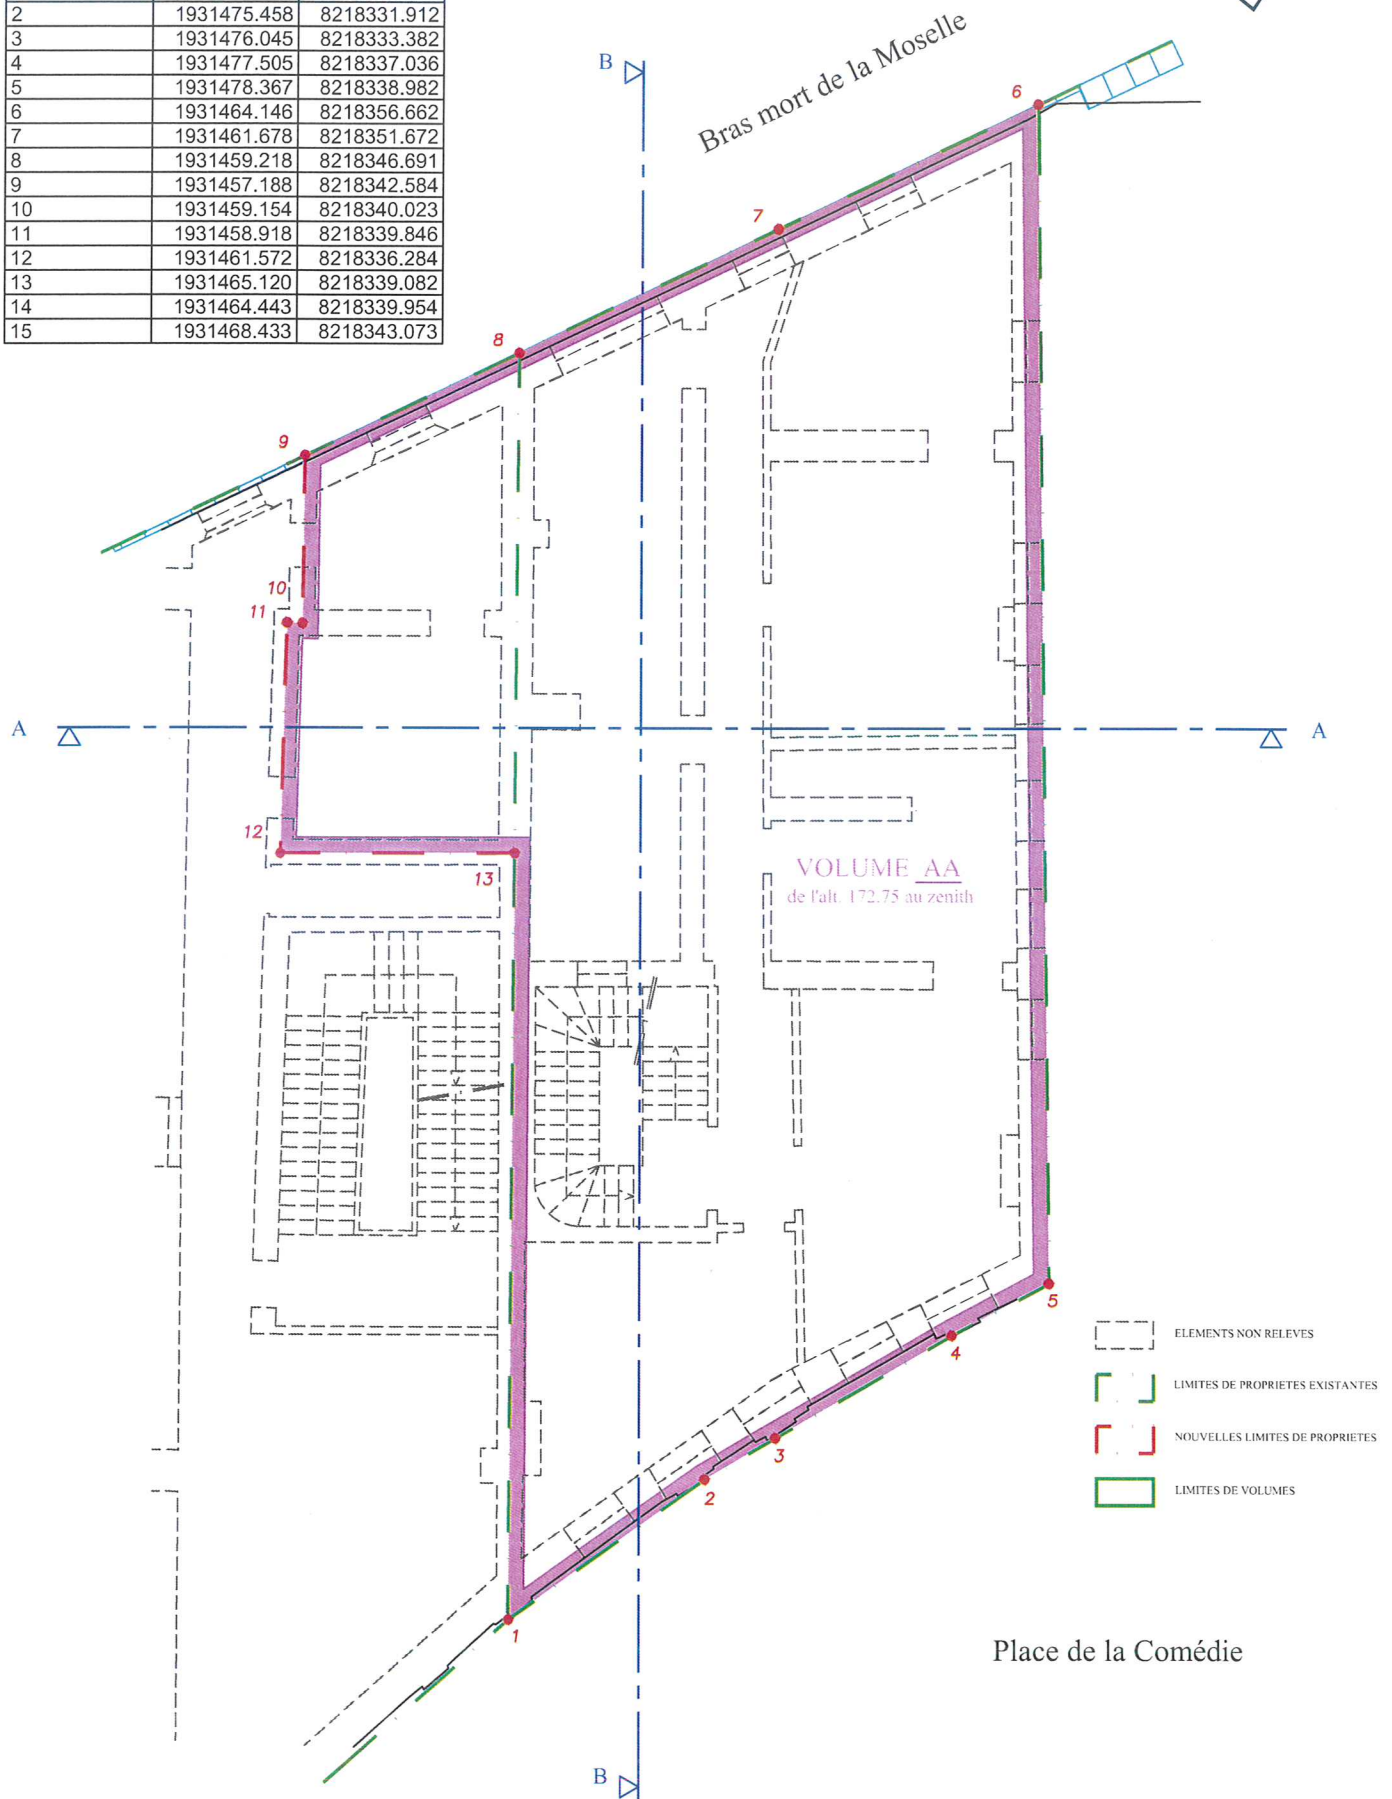 2 1931475.458 8218331.912
3 1931476.045 8218333.382
4 1931477.505 8218337.036
5 1931478.367 8218338.982
6 1931464.146 8218356.662
7 1931461.678 8218351.672
8 1931459.218 8218346.691
9 1931457.188 8218342.584
10 1931459.154 8218340.023
11 1931458.918 8218339.846
12 1931461.572 8218336.284
13 1931465.120 8218339.082
14 1931464.443 8218339.954
15 1931468.433 8218343.073
B
Bras mort de la Moselle
6
7
8
9
10
11
A
A
12
13
VOLUME AA
de l'alt. 172.75 au zenith
5
4
3
2
1
ELEMENTS NON RELEVES
LIMITES DE PROPRIETES EXISTANTES
NOUVELLES LIMITES DE PROPRIETES
LIMITES DE VOLUMES
Place de la Comédie
B